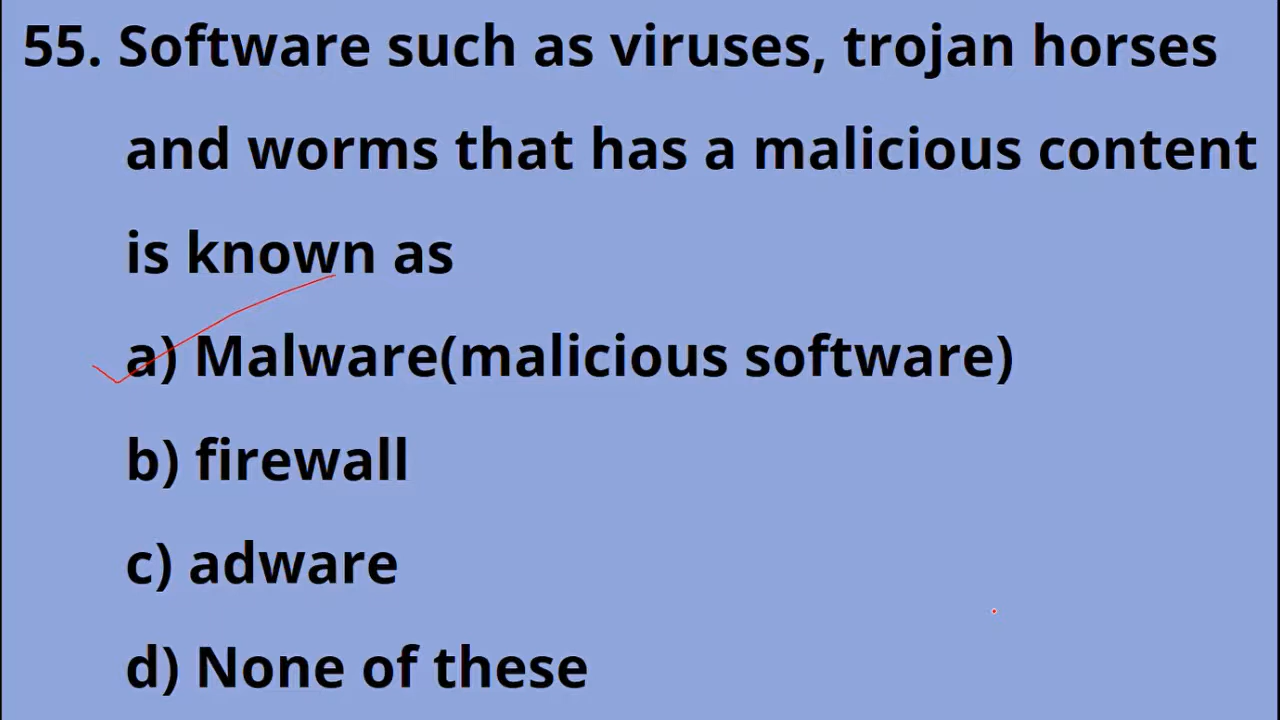 55. Software such as viruses, trojan horses
and worms that has a malicious content
is known as
a) Malware(malicious software)
b) firewall
c) adware
d) None of these